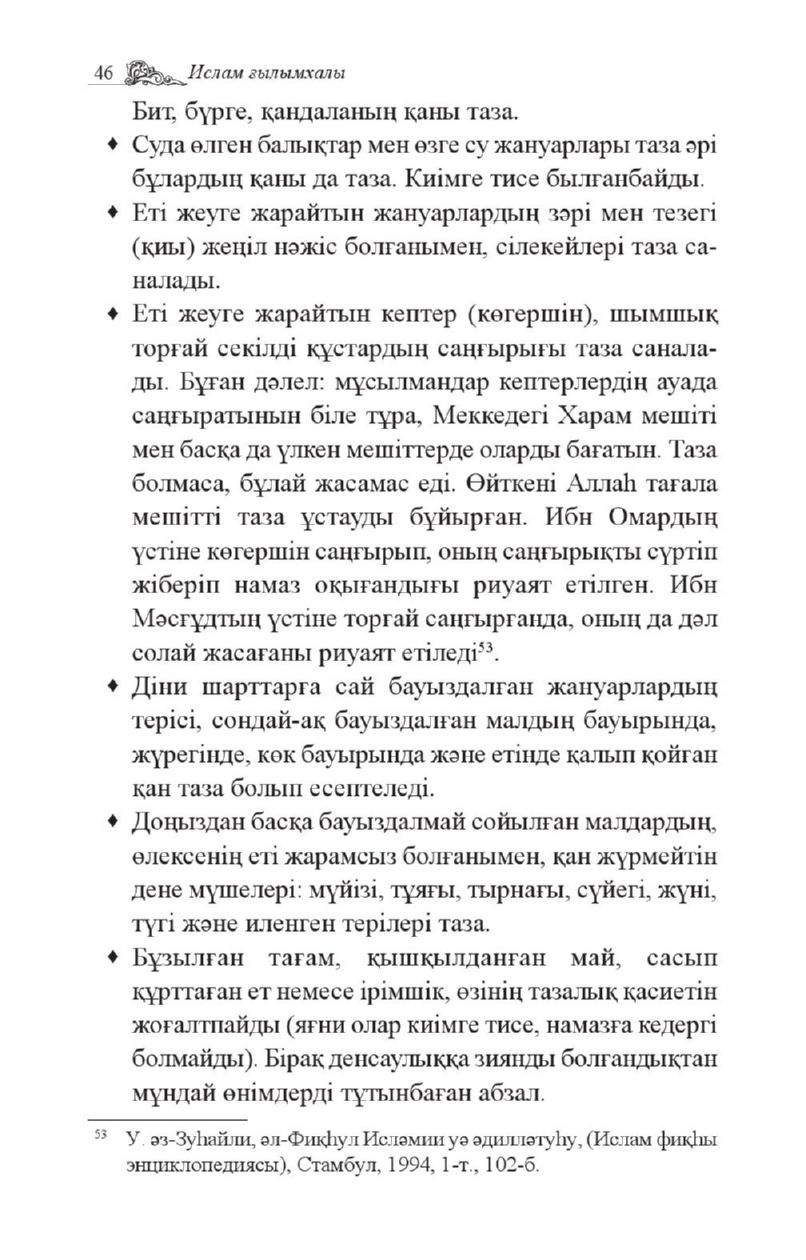 46 Ислам ғылымхалы
Бит, бүрге, қандаланың қаны таза.
♦ Суда өлген балықтар мен өзге су жануарлары таза әрі
бұлардың қаны да таза. Киімге тисе былғанбайды.
♦ Еті жеуге жарайтын жануарлардың зәрі мен тезегі
(қиы) жеңіл нәжіс болғанымен, сілекейлері таза са-
налады.
♦ Еті жеуге жарайтын кептер (көгершін), шымшық
торғай секілді құстардың саңғырығы таза санала-
ды. Бұған дәлел: мұсылмандар кептерлердің ауада
саңғыратынын біле тұра, Меккедегі Харам мешіті
мен басқа да үлкен мешіттерде оларды бағатын. Таза
болмаса, бұлай жасамас еді. Өйткені Аллаһ тағала
мешітті таза ұстауды бұйырған. Ибн Омардың
үстіне көгершін саңғырып, оның саңғырықты сүртіп
жіберіп намаз оқығандығы риуаят етілген. Ибн
Мәсғұдтың үстіне торғай саңғырғанда, оның да дәл
солай жасағаны риуаят етіледі⁵³.
♦ Діни шарттарға сай бауыздалған жануарлардың
терісі, сондай-ақ бауыздалған малдың бауырында,
жүрегінде, көк бауырында және етінде қалып қойған
қан таза болып есептеледі.
♦ Доңыздан басқа бауыздалмай сойылған малдардың,
өлексенің еті жарамсыз болғанымен, қан жүрмейтін
дене мүшелері: мүйізі, тұяғы, тырнағы, сүйегі, жүні,
түгі және иленген терілері таза.
♦ Бұзылған тағам, қышқылданған май, сасып
құрттаған ет немесе ірімшік, өзінің тазалық қасиетін
жоғалтпайды (яғни олар киімге тисе, намазға кедергі
болмайды). Бірақ денсаулыққа зиянды болғандықтан
мұндай өнімдерді тұтынбаған абзал.
53 У. әз-Зуһайли, әл-Фиқһул Исләмии уә әдилләтуһу, (Ислам фиқһы
энциклопедиясы), Стамбул, 1994, 1-т., 102-б.